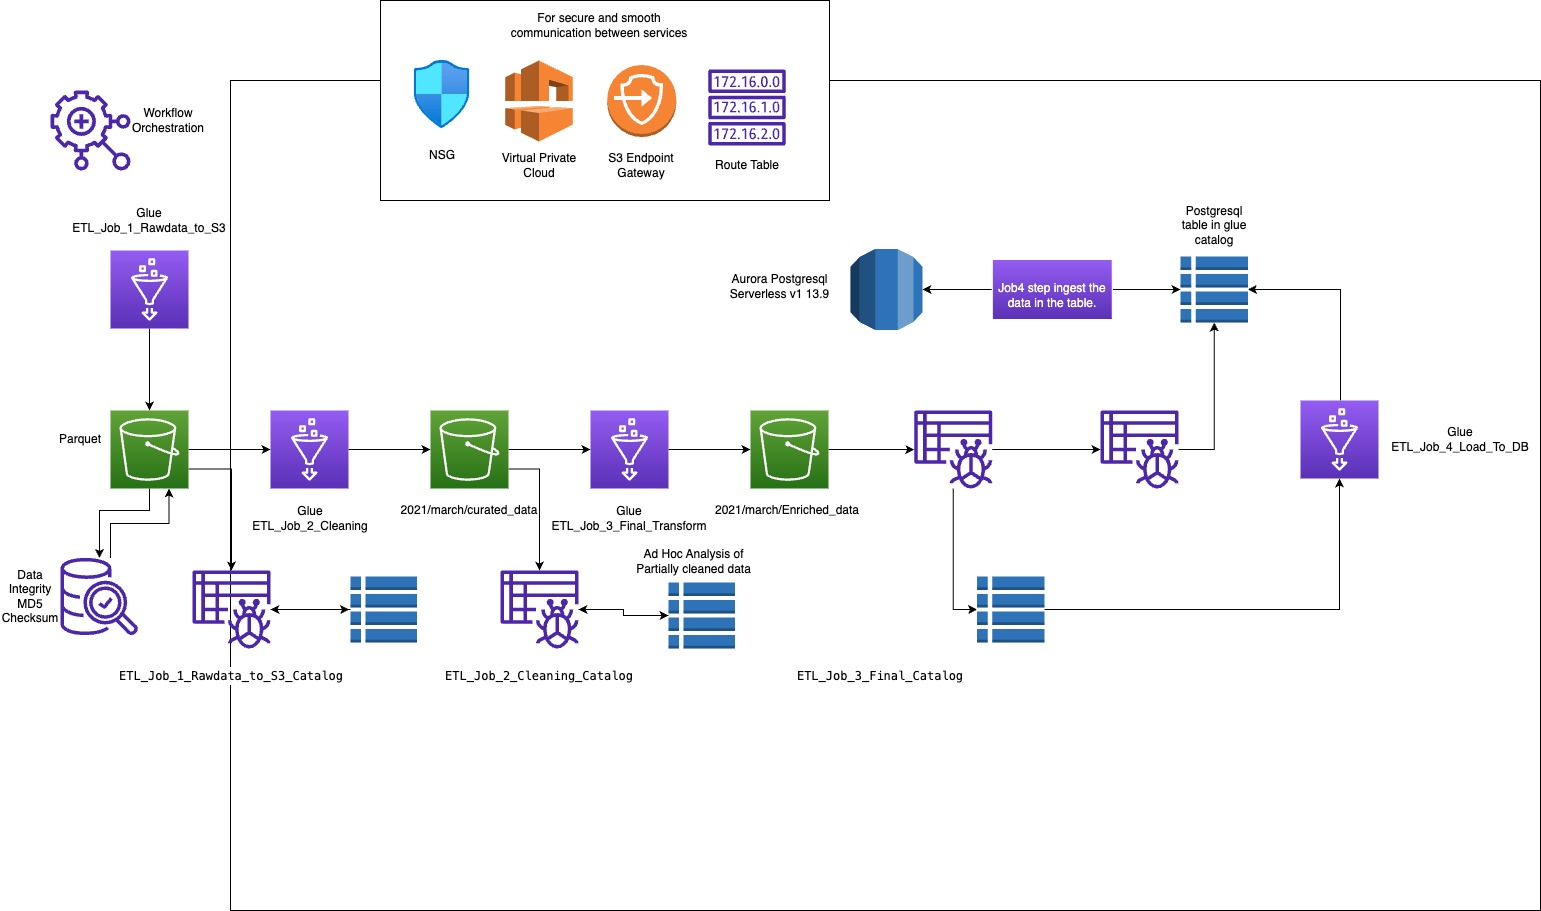 For secure and smooth
communication between services
172.16.0.0
172.16.1.0
172.16.2.0
NSG
Virtual Private
Cloud
S3 Endpoint
Gateway
Route Table
Workflow
Orchestration
Glue
ETL_Job_1_Rawdata_to_S3
Postgresql
table in glue
catalog
Aurora Postgresql
Serverless v1 13.9
Job4 step ingest the
data in the table.
Parquet
Glue
ETL_Job_4_Load_To_DB
Glue
ETL_Job_2_Cleaning
2021/march/curated_data
Glue
ETL_Job_3_Final_Transform
2021/march/Enriched_data
Data
Integrity
MD5
Checksum
Ad Hoc Analysis of
Partially cleaned data
ETL_Job_1_Rawdata_to_S3_Catalog
ETL_Job_2_Cleaning_Catalog
ETL_Job_3_Final_Catalog